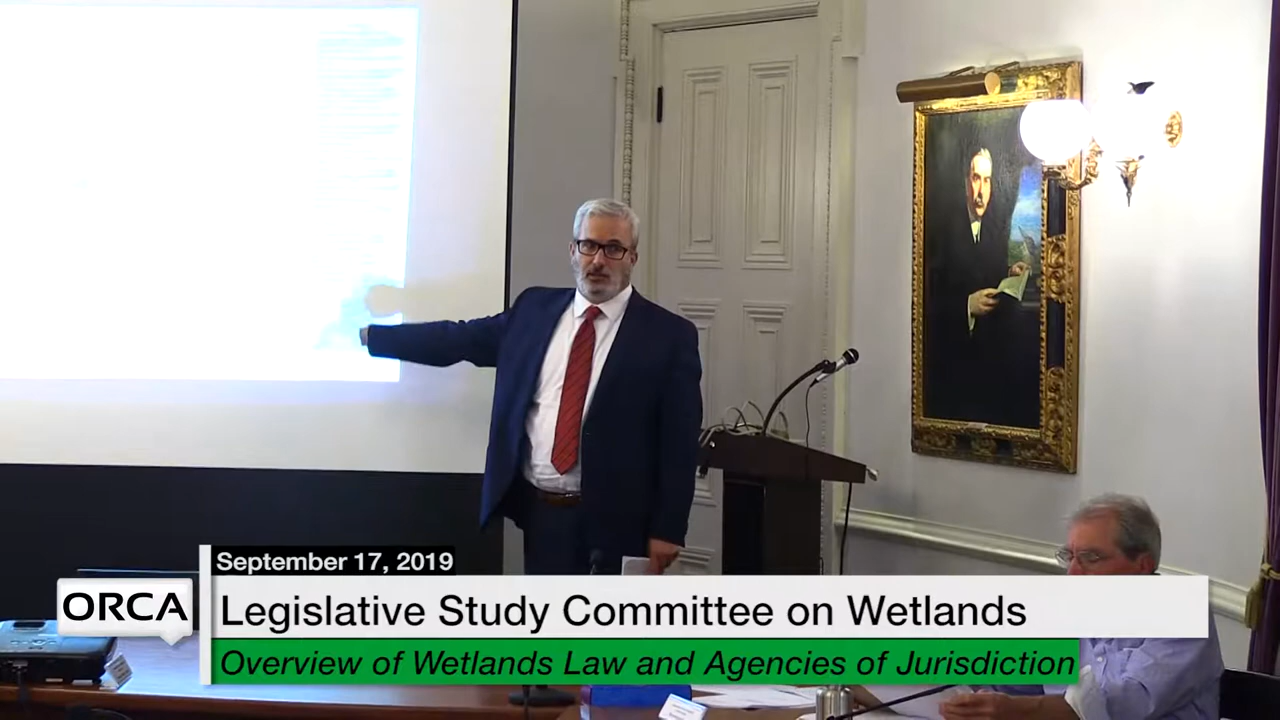 September 17, 2019
ORCA
Legislative Study Committee on Wetlands
Overview of Wetlands Law and Agencies of Jurisdiction